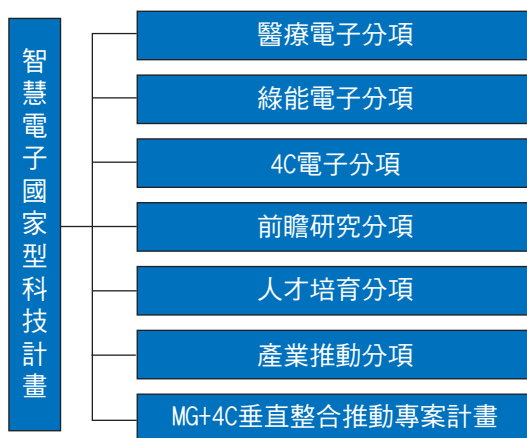 智慧電子國家型科技計畫
醫療電子分項
綠能電子分項
4C電子分項
前瞻研究分項
人才培育分項
產業推動分項
MG+4C垂直整合推動專案計畫